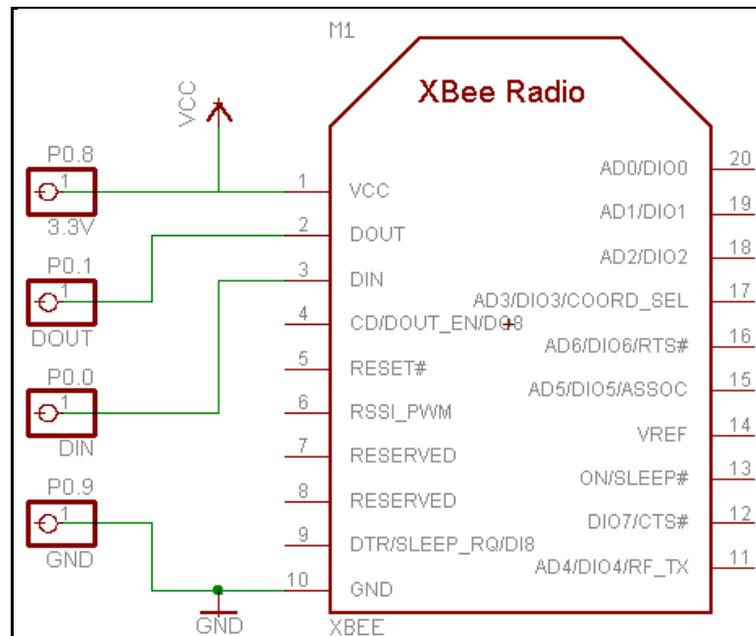 M1
XBee Radio
VCC
P0.8
1
3.3V
P0.1
1
DOUT
P0.0
1
DIN
P0.9
1
GND
GND
1 VCC
2 DOUT
3 DIN
4 CD/DOUT_EN/DO8
5 RESET#
6 RSSI_PWM
7 RESERVED
8 RESERVED
9 DTR/SLEEP_RQ/DI8
10 GND
AD0/DIO0 20
AD1/DIO1 19
AD2/DIO2 18
AD3/DIO3/COORD_SEL 17
AD6/DIO6/RTS# 16
AD5/DIO5/ASSOC 15
VREF 14
ON/SLEEP# 13
DIO7/CTS# 12
AD4/DIO4/RF_TX 11
XBEE